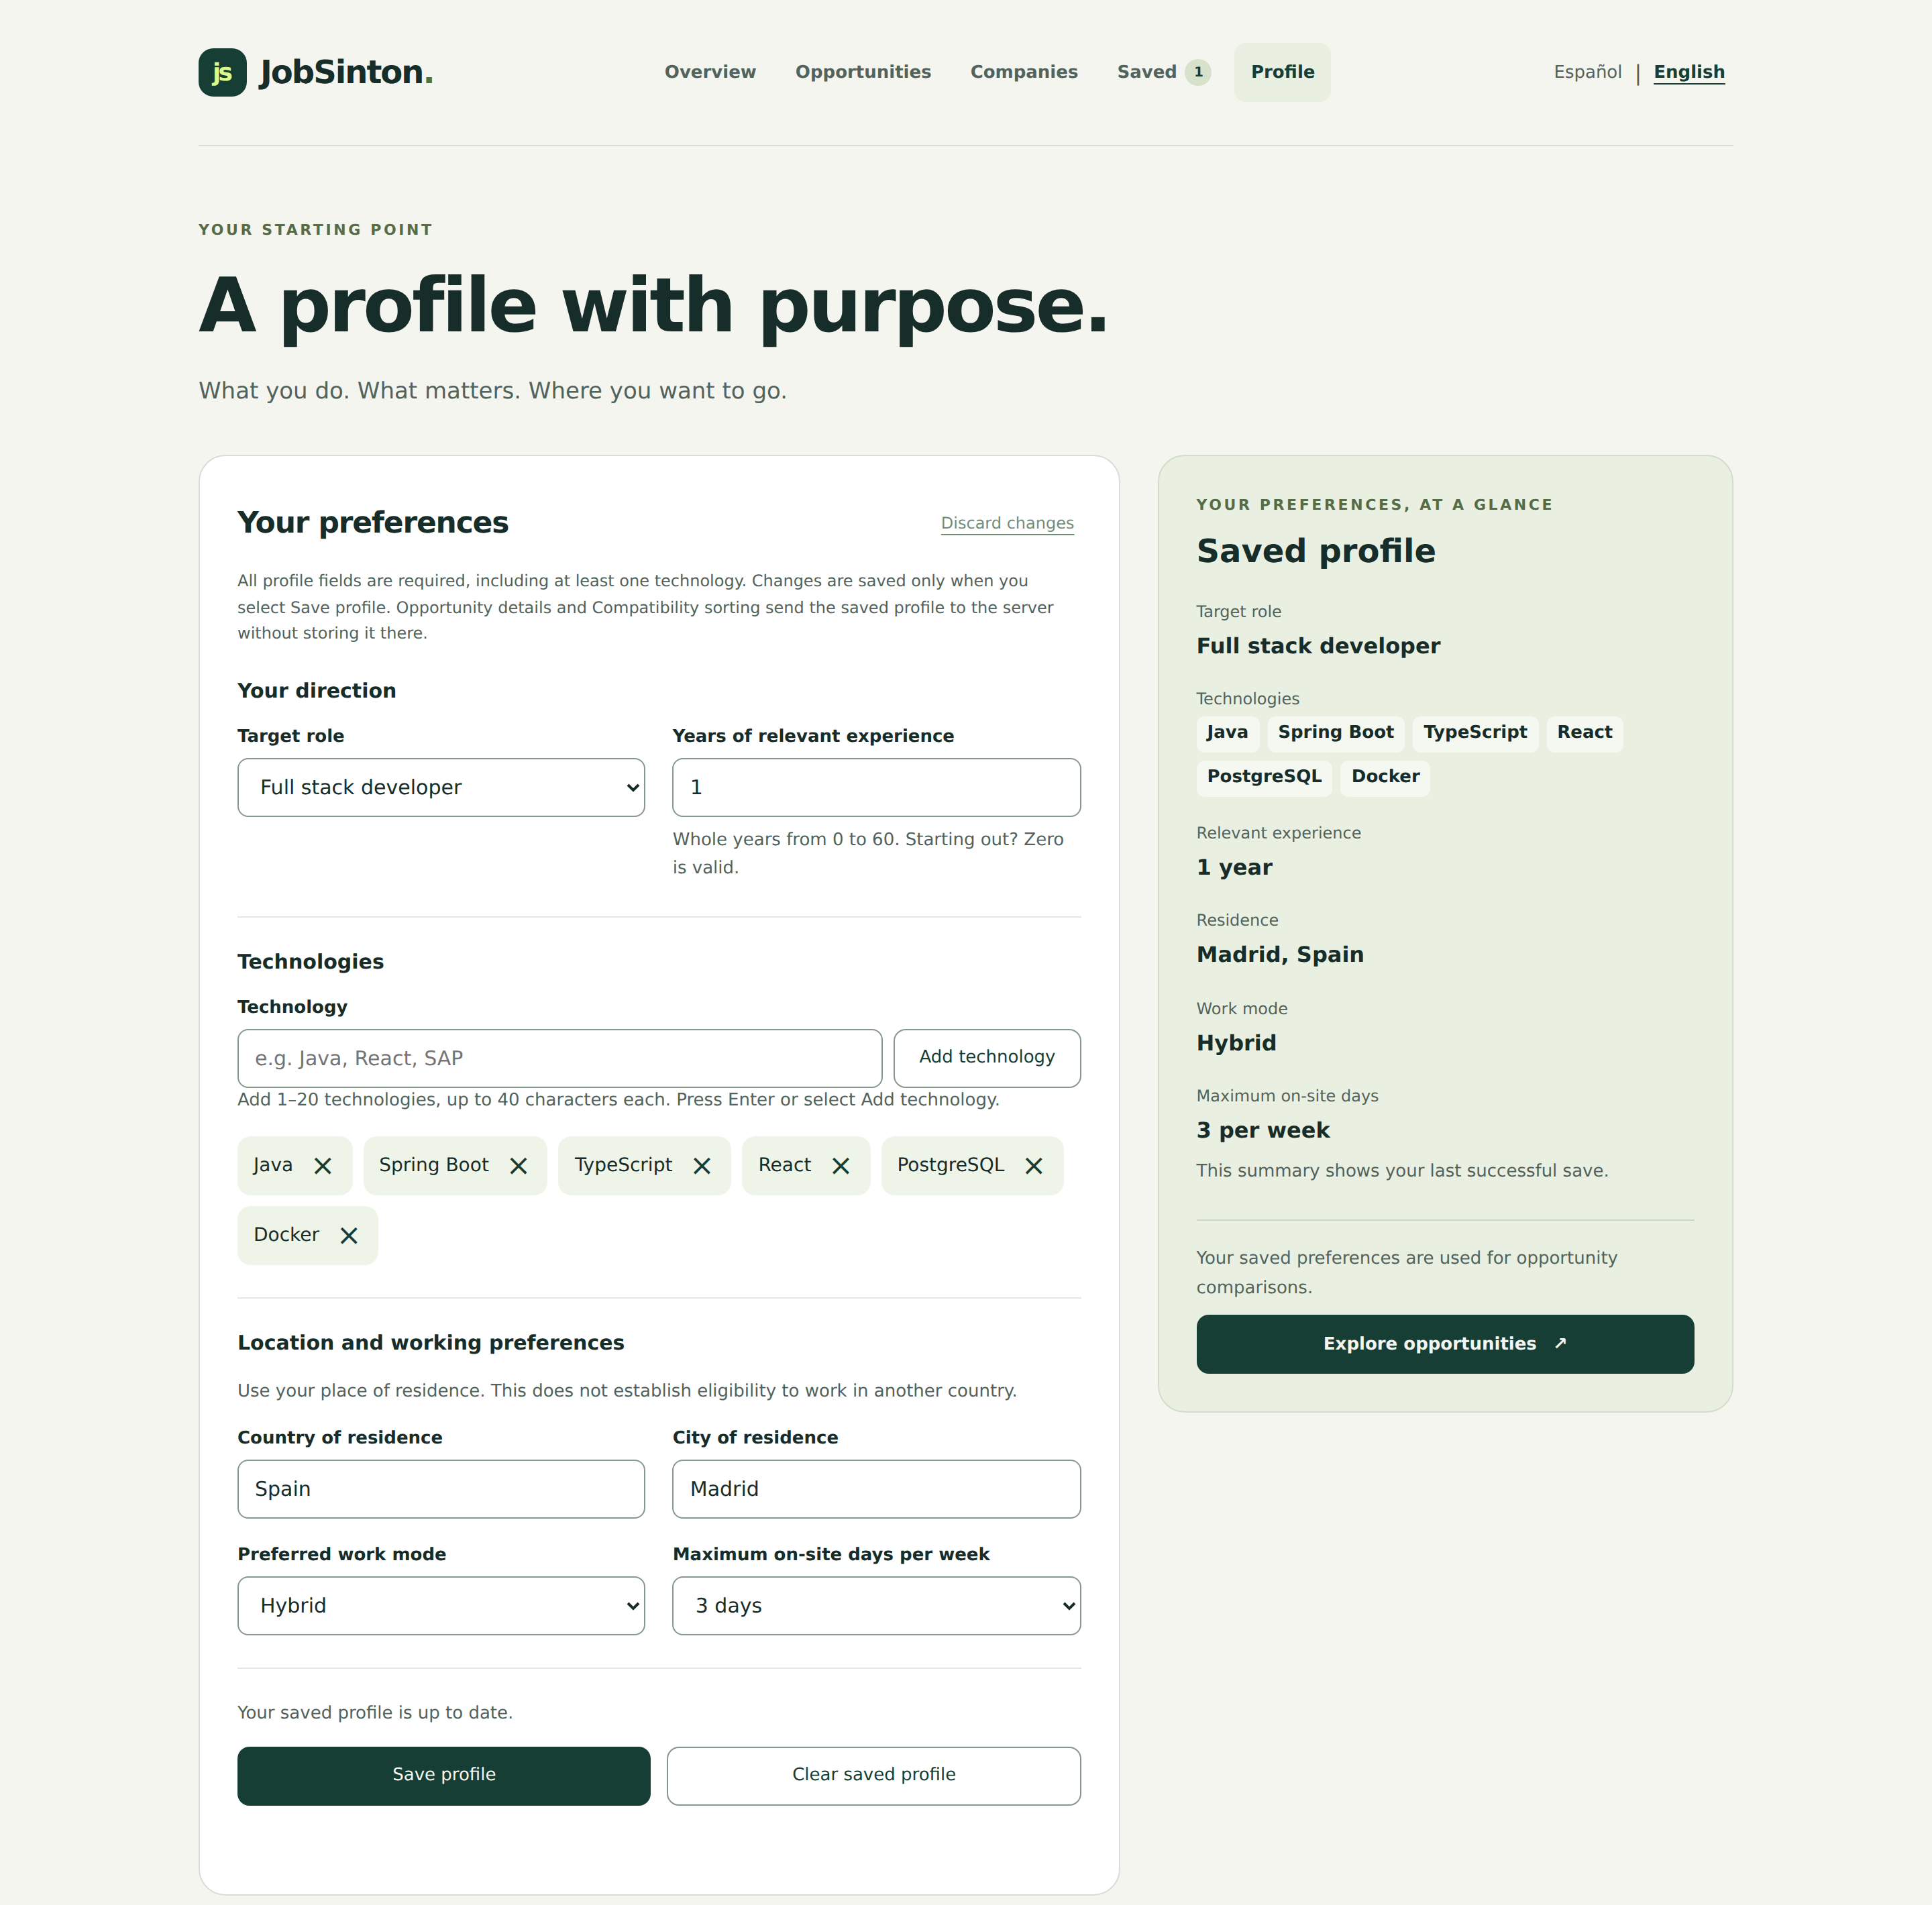 js JobSinton.
Overview Opportunities Companies Saved 1 Profile
Español | English
YOUR STARTING POINT
A profile with purpose.
What you do. What matters. Where you want to go.
Your preferences
Discard changes
All profile fields are required, including at least one technology. Changes are saved only when you
select Save profile. Opportunity details and Compatibility sorting send the saved profile to the server
without storing it there.
Your direction
Target role
Full stack developer
Years of relevant experience
1
Whole years from 0 to 60. Starting out? Zero
is valid.
Technologies
Technology
e.g. Java, React, SAP
Add technology
Add 1–20 technologies, up to 40 characters each. Press Enter or select Add technology.
Java × Spring Boot × TypeScript × React × PostgreSQL ×
Docker ×
Location and working preferences
Use your place of residence. This does not establish eligibility to work in another country.
Country of residence
Spain
City of residence
Madrid
Preferred work mode
Hybrid
Maximum on-site days per week
3 days
Your saved profile is up to date.
Save profile
Clear saved profile
YOUR PREFERENCES, AT A GLANCE
Saved profile
Target role
Full stack developer
Technologies
Java Spring Boot TypeScript React
PostgreSQL Docker
Relevant experience
1 year
Residence
Madrid, Spain
Work mode
Hybrid
Maximum on-site days
3 per week
This summary shows your last successful save.
Your saved preferences are used for opportunity
comparisons.
Explore opportunities ↗